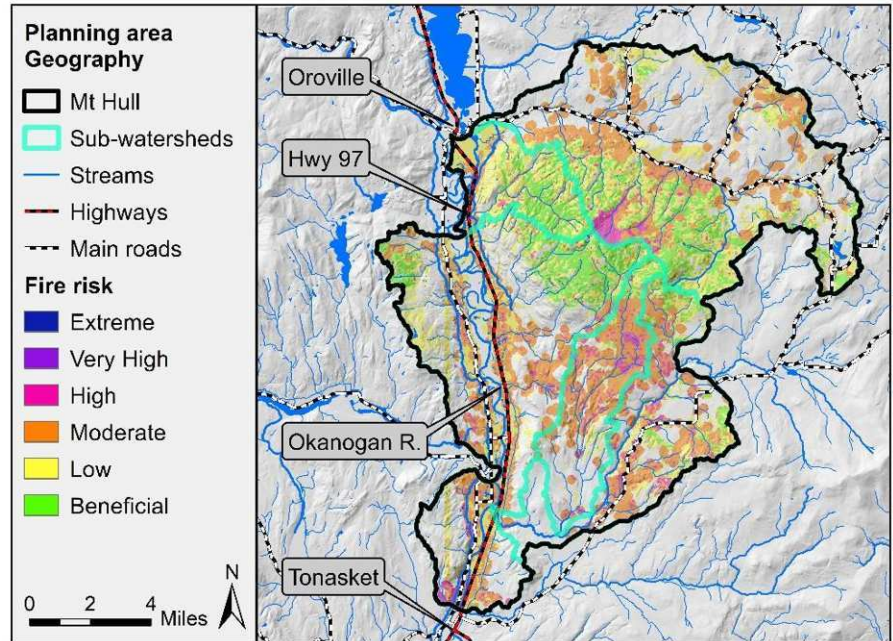 Planning area
Geography
Mt Hull
Sub-watersheds
Streams
Highways
Main roads
Fire risk
Extreme
Very High
High
Moderate
Low
Beneficial
N
0 2 4 Miles
Oroville
Hwy 97
Okanogan R.
Tonasket